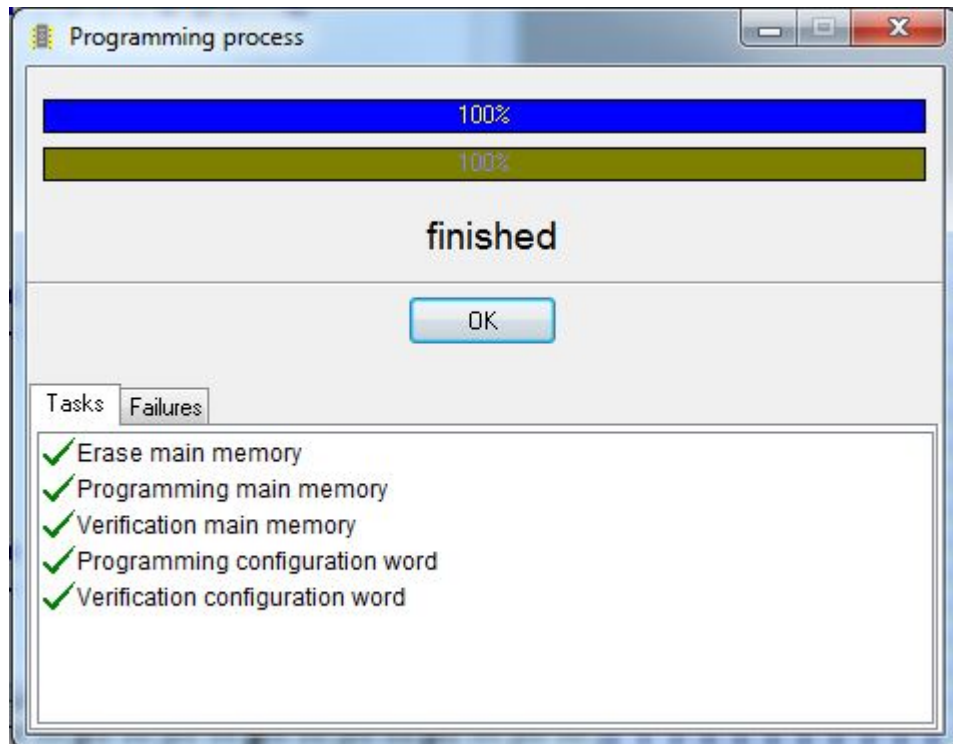 Programming process
100%
100%
finished
OK
Tasks Failures
Erase main memory
Programming main memory
Verification main memory
Programming configuration word
Verification configuration word